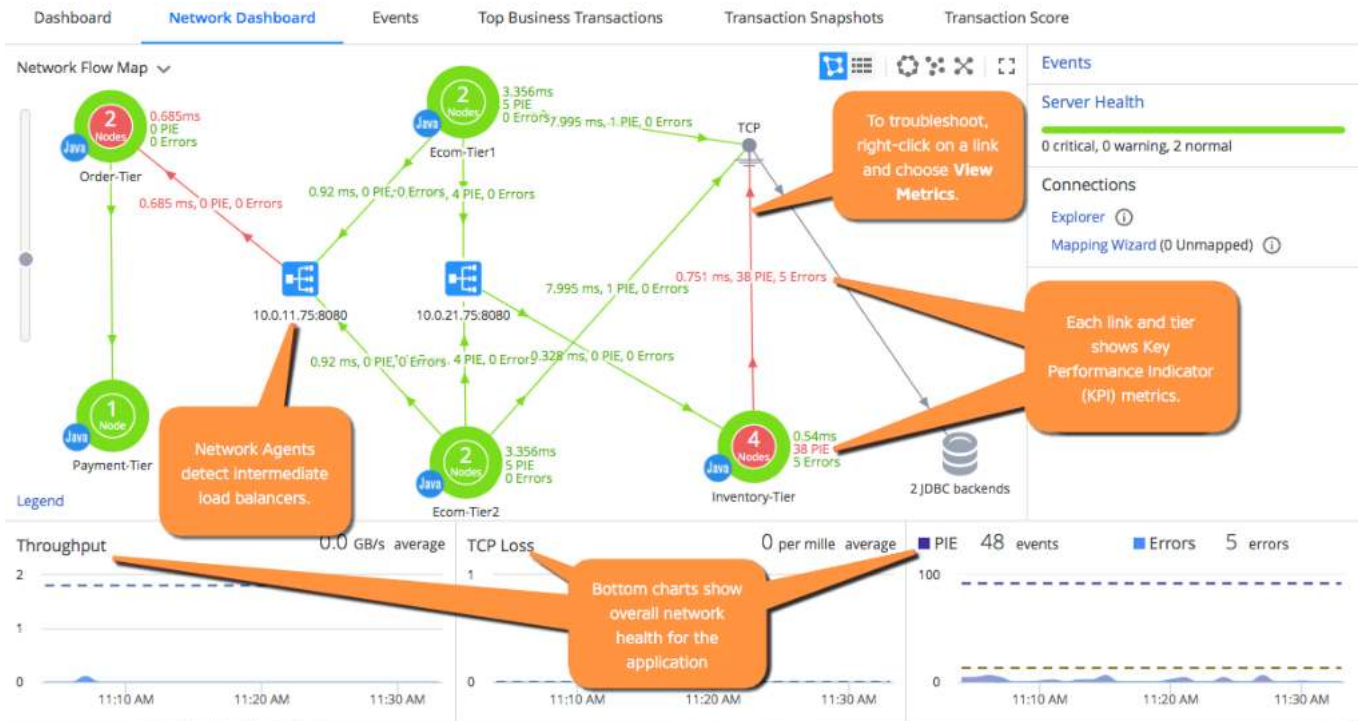 Dashboard
Network Dashboard
Events
Top Business Transactions
Transaction Snapshots
Transaction Score
Network Flow Map
Events
Server Health
0 critical, 0 warning, 2 normal
Connections
Explorer
Mapping Wizard (0 Unmapped)
2
Nodes
Java
Order-Tier
0.685ms
0 PIE
0 Errors
2
Nodes
Java
Ecom-Tier1
3.356ms
5 PIE
0 Errors
7.995 ms, 1 PIE, 0 Errors
TCP
To troubleshoot,
right-click on a link
and choose View
Metrics.
0.685 ms, 0 PIE, 0 Errors
0.92 ms, 0 PIE, 0 Errors
4 PIE, 0 Errors
10.0.11.75:8080
10.0.21.75:8080
7.995 ms, 1 PIE, 0 Errors
0.751 ms, 38 PIE, 5 Errors
Each link and tier
shows Key
Performance Indicator
(KPI) metrics.
0.92 ms, 0 PIE, 0 Errors
4 PIE, 0 Errors
0.328 ms, 0 PIE, 0 Errors
1
Node
Java
Payment-Tier
Network Agents
detect intermediate
load balancers.
2
Nodes
Java
Ecom-Tier2
3.356ms
5 PIE
0 Errors
4
Nodes
Java
Inventory-Tier
0.54ms
38 PIE
5 Errors
2 JDBC backends
Legend
Throughput
0.0 GB/s average
2
1
0
11:10 AM
11:20 AM
11:30 AM
TCP Loss
0 per mille average
1
0
11:10 AM
11:20 AM
11:30 AM
Bottom charts show
overall network
health for the
application
PIE 48 events
Errors 5 errors
100
0
11:10 AM
11:20 AM
11:30 AM